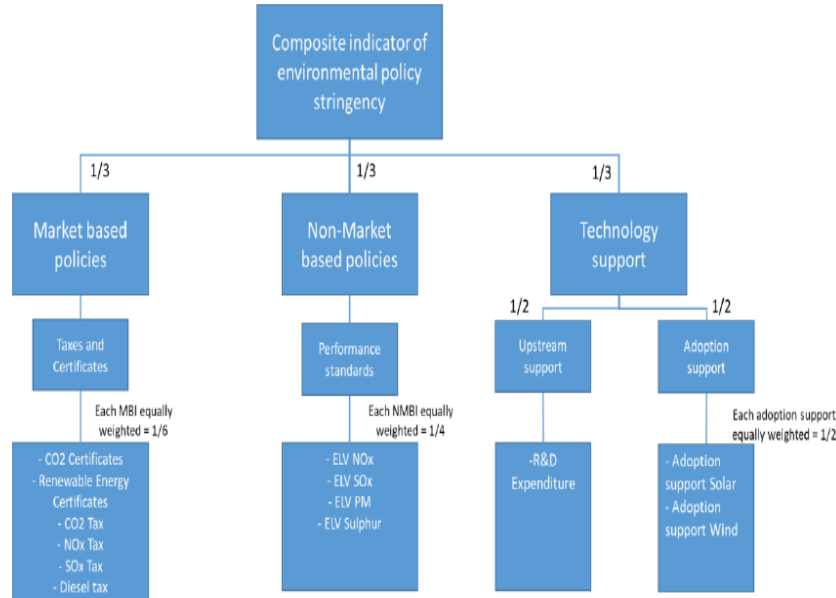 Composite indicator of
environmental policy
stringency
1/3
1/3
1/3
Market based
policies
Non-Market
based policies
Technology
support
1/2
1/2
Taxes and
Certificates
Performance
standards
Upstream
support
Adoption
support
Each MBI equally
weighted = 1/6
Each NMBI equally
weighted = 1/4
Each adoption support
equally weighted = 1/2
- CO2 Certificates
- Renewable Energy
Certificates
- CO2 Tax
- NOx Tax
- SOx Tax
- Diesel tax
- ELV NOx
- ELV SOx
- ELV PM
- ELV Sulphur
-R&D
Expenditure
- Adoption
support Solar
- Adoption
support Wind